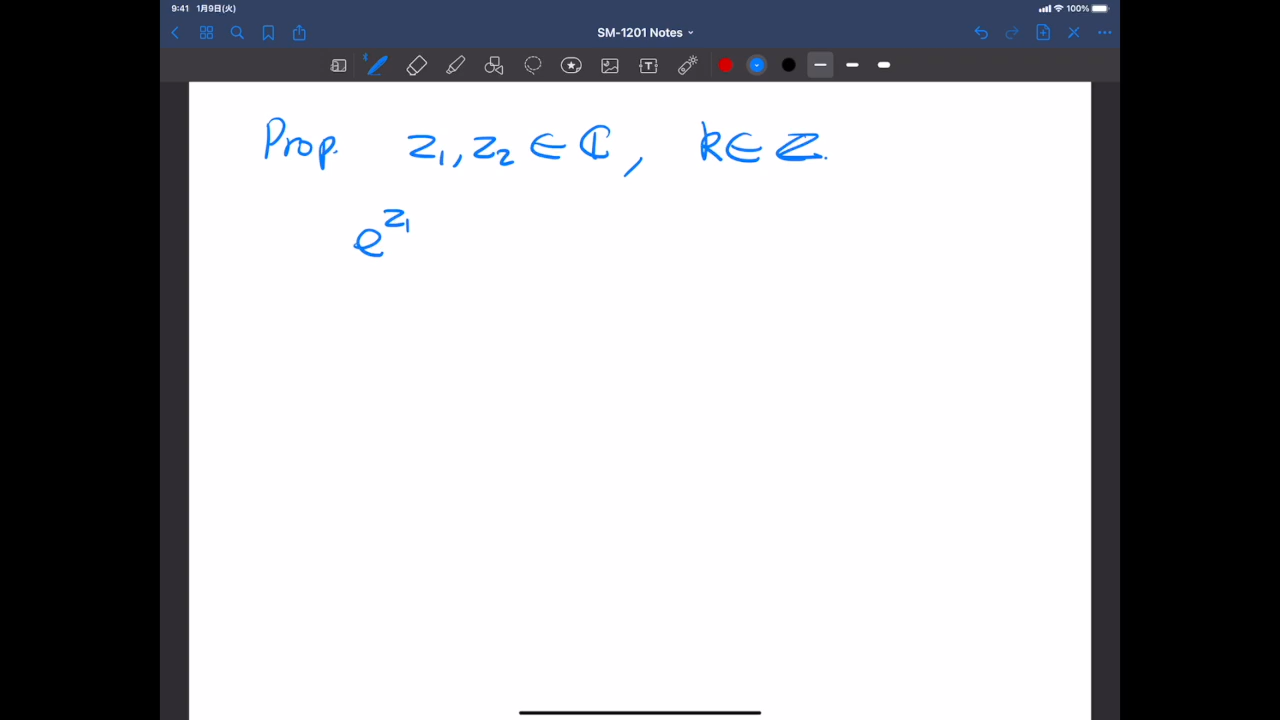 9:41 1月9日(火) 100%
SM-1201 Notes
Prop. z₁, z₂ ∈ ℂ, k ∈ ℤ.
e^{z₁}